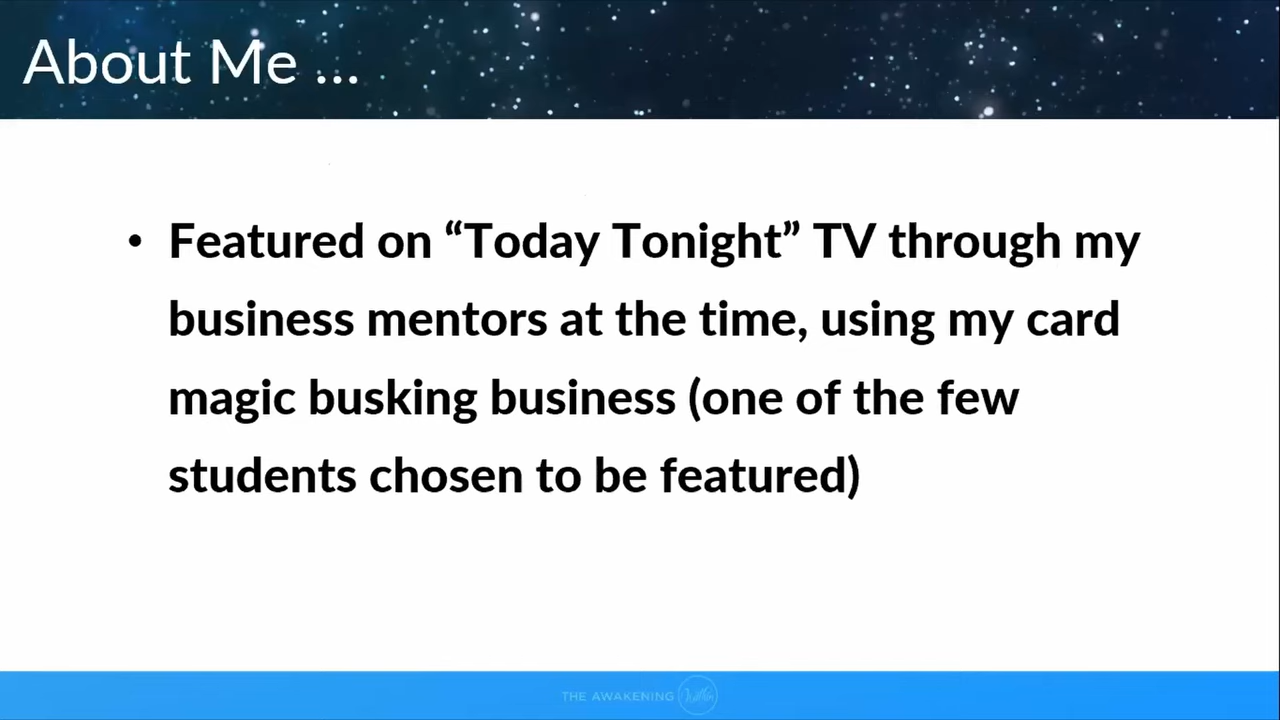 About Me ...
• Featured on “Today Tonight” TV through my
business mentors at the time, using my card
magic busking business (one of the few
students chosen to be featured)
THE AWAKENING Within